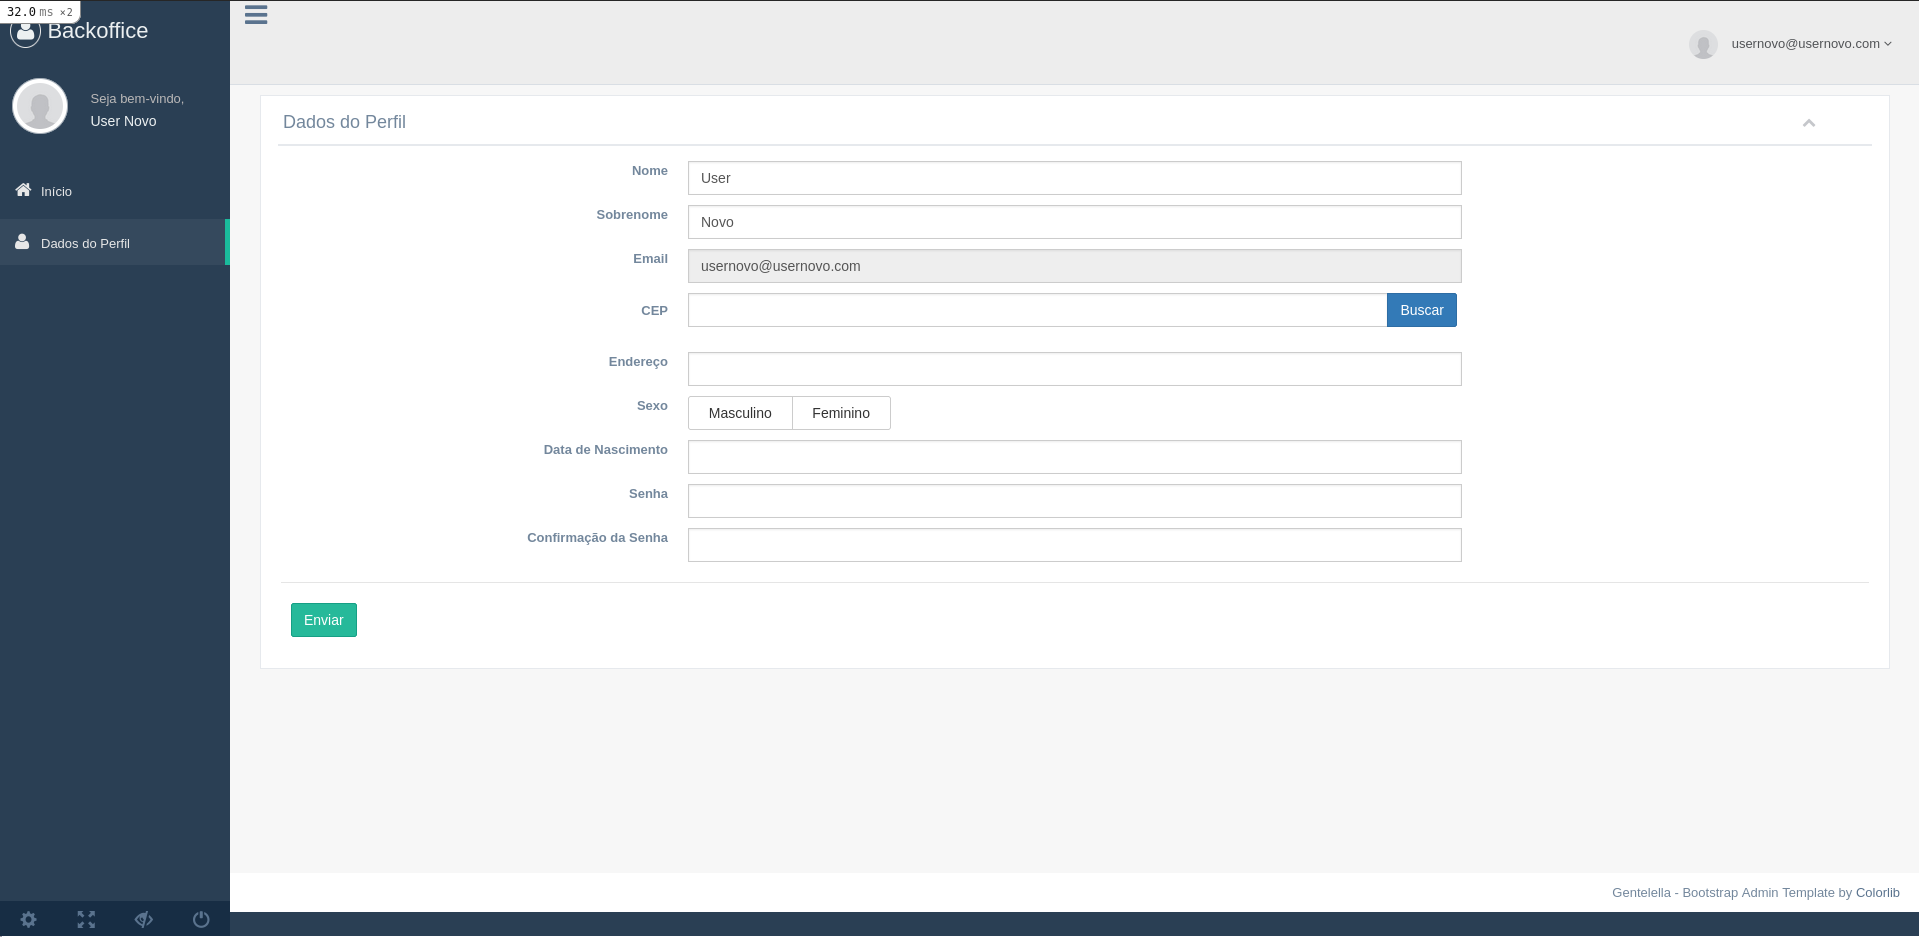 32.0 ms ×2
Backoffice
usernovo@usernovo.com
Seja bem-vindo,
User Novo
Início
Dados do Perfil
Dados do Perfil
Nome User
Sobrenome Novo
Email usernovo@usernovo.com
CEP Buscar
Endereço
Sexo Masculino Feminino
Data de Nascimento
Senha
Confirmação da Senha
Enviar
Gentelella - Bootstrap Admin Template by Colorlib